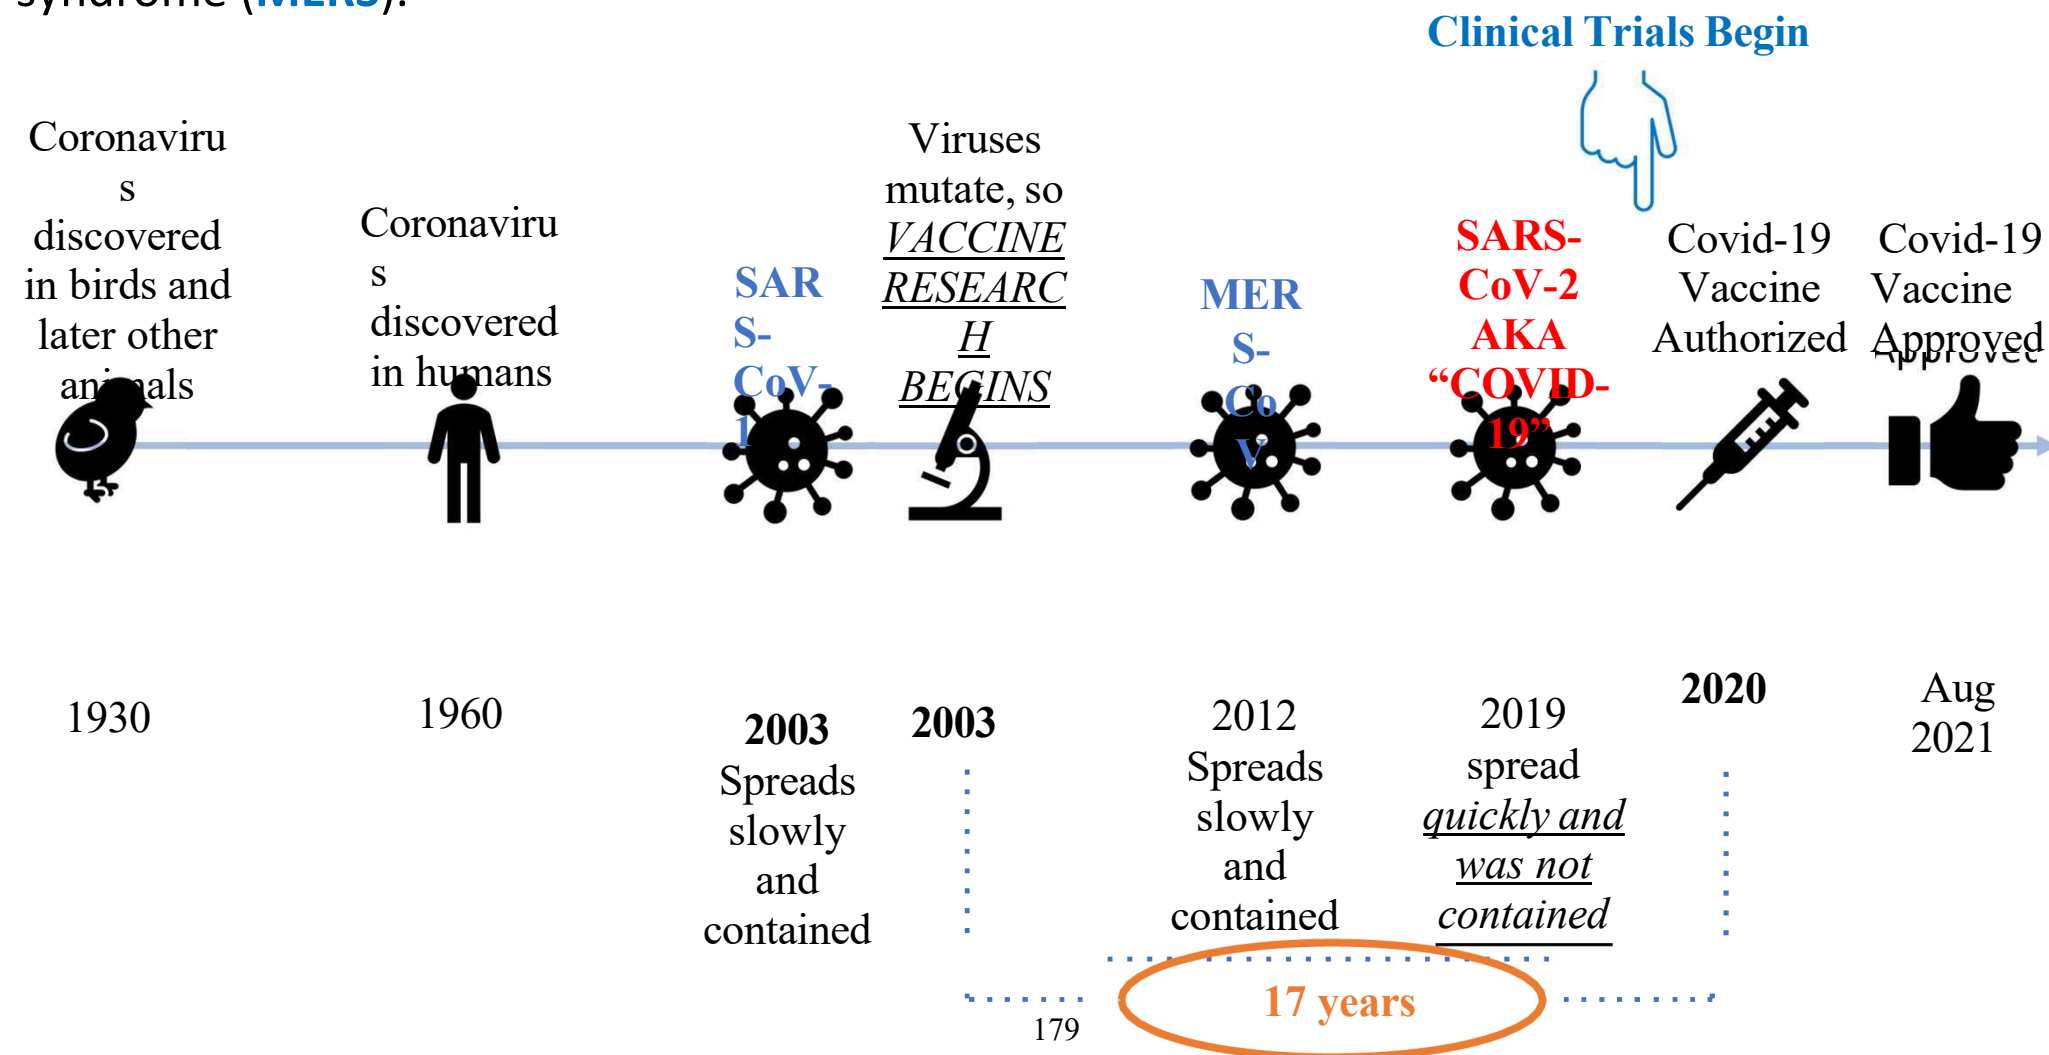 syndrome (MERS).
Clinical Trials Begin
Coronaviru
s
discovered
in birds and
later other
animals
Coronaviru
s
discovered
in humans
SAR
S-
CoV-
1
Viruses
mutate, so
VACCINE
RESEARC
H
BEGINS
MER
S-
Co
V
SARS-
CoV-2
AKA
“COVID-
19”
Covid-19
Vaccine
Authorized
Covid-19
Vaccine
Approved
1930
1960
2003
Spreads
slowly
and
contained
2003
2012
Spreads
slowly
and
contained
2019
spread
quickly and
was not
contained
2020
Aug
2021
17 years
179